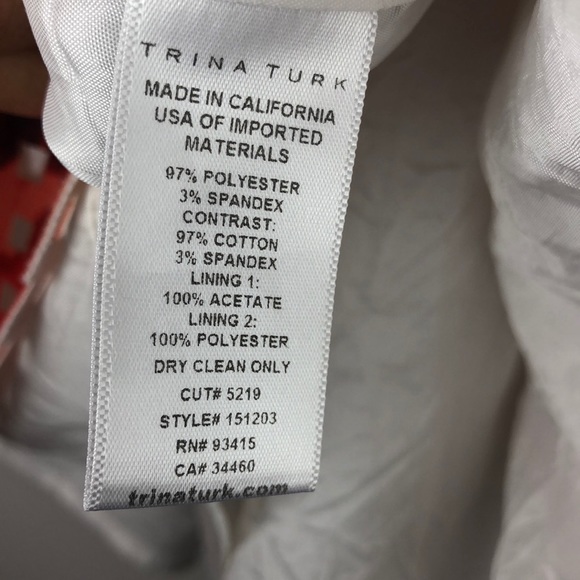 TRINA TURK
MADE IN CALIFORNIA
USA OF IMPORTED
MATERIALS
97% POLYESTER
3% SPANDEX
CONTRAST:
97% COTTON
3% SPANDEX
LINING 1:
100% ACETATE
LINING 2:
100% POLYESTER
DRY CLEAN ONLY
CUT# 5219
STYLE# 151203
RN# 93415
CA# 34460
trinaturk.com